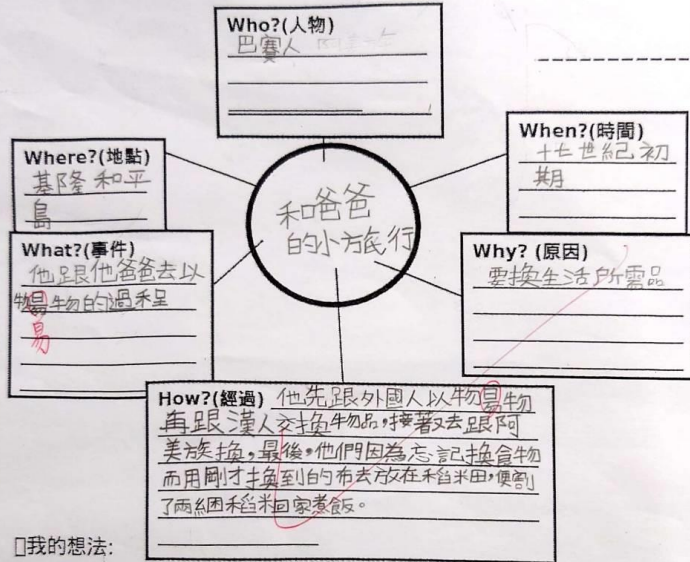 Who?(人物)
巴賽人
When?(時間)
十七世紀初
期
Where?(地點)
基隆和平
島
和爸爸
的小旅行
What?(事件)
他跟他爸爸去以
物易物的過程
易
Why? (原因)
要換生活所需品
How?(經過) 他先跟外國人以物易物
再跟漢人交換物品,接著又去跟阿
美族換,最後,他們因為忘記換食物
而用剛才換到的布去放在稻米田,便割
了兩綑稻米回家煮飯。
□我的想法: